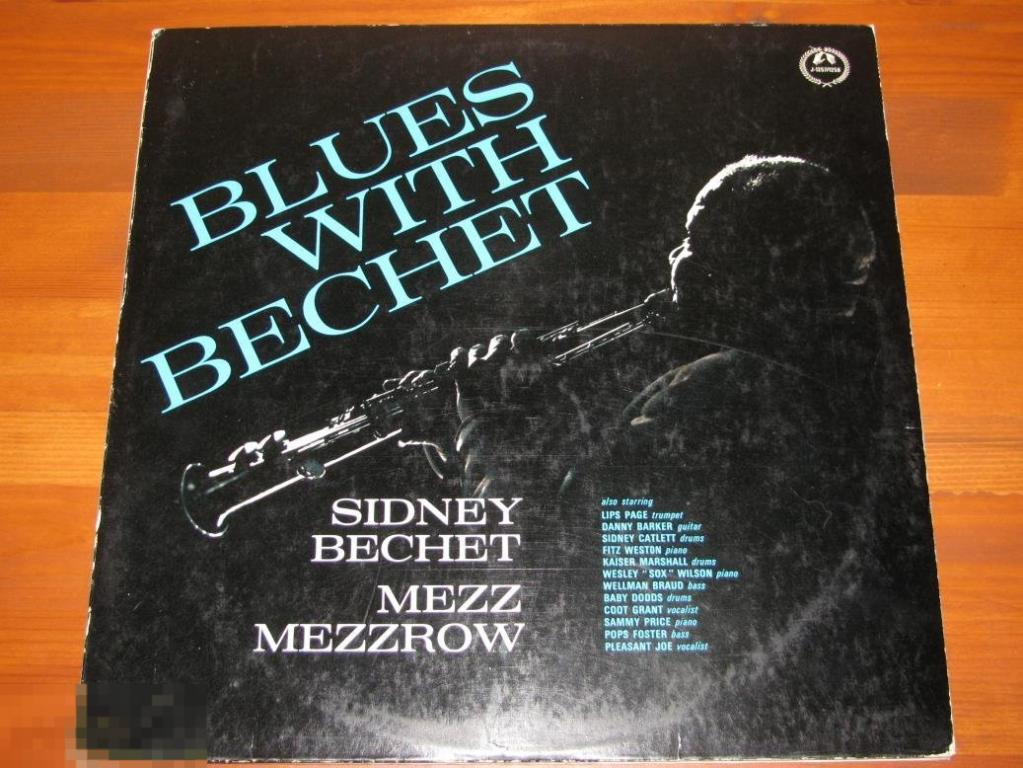 BLUES
WITH
BECHET
J-1257/1258
SIDNEY
BECHET
MEZZ
MEZZROW
also starring
LIPS PAGE trumpet
DANNY BARKER guitar
SIDNEY CATLETT drums
FITZ WESTON piano
KAISER MARSHALL drums
WESLEY "SOX" WILSON piano
WELLMAN BRAUD bass
BABY DODDS drums
COOT GRANT vocalist
SAMMY PRICE piano
POPS FOSTER bass
PLEASANT JOE vocalist